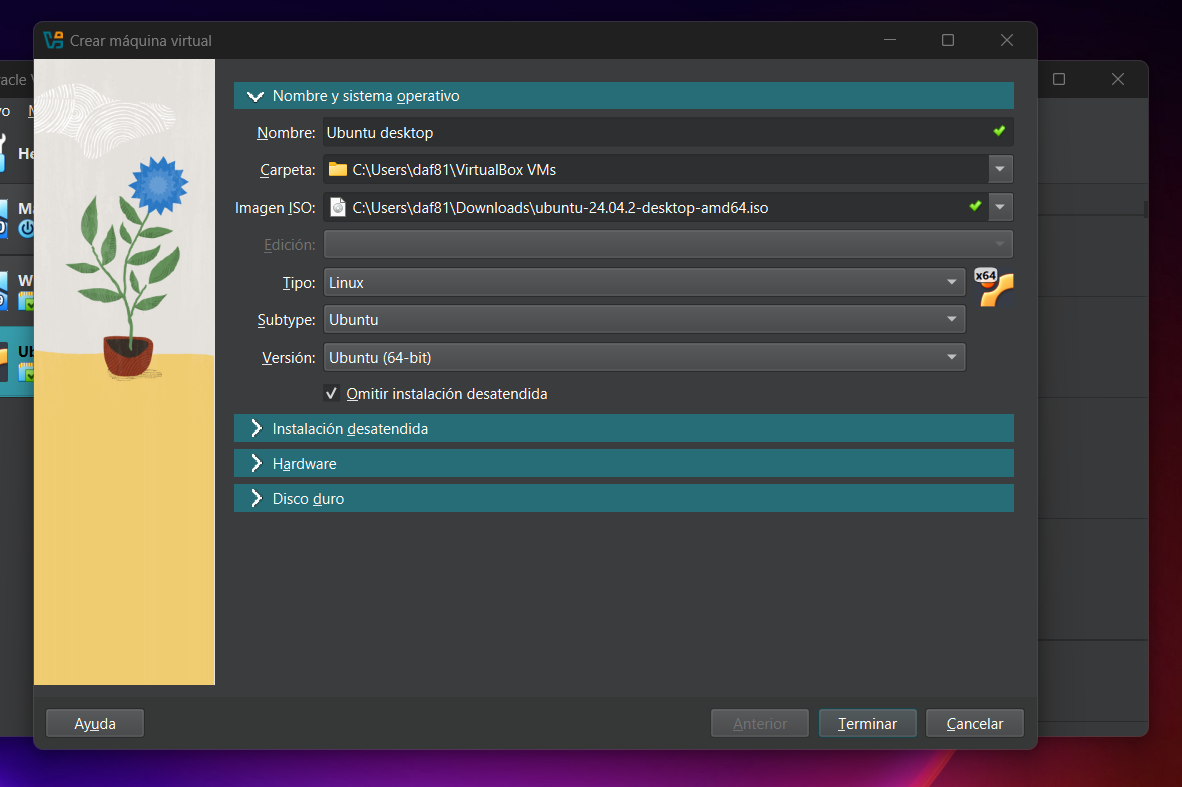 Crear máquina virtual
acle V
Nombre y sistema operativo
Nombre: Ubuntu desktop
Carpeta: C:\Users\daf81\VirtualBox VMs
Imagen ISO: C:\Users\daf81\Downloads\ubuntu-24.04.2-desktop-amd64.iso
Edición:
Tipo: Linux
x64
Subtype: Ubuntu
Versión: Ubuntu (64-bit)
Omitir instalación desatendida
Instalación desatendida
Hardware
Disco duro
Ayuda
Anterior
Terminar
Cancelar